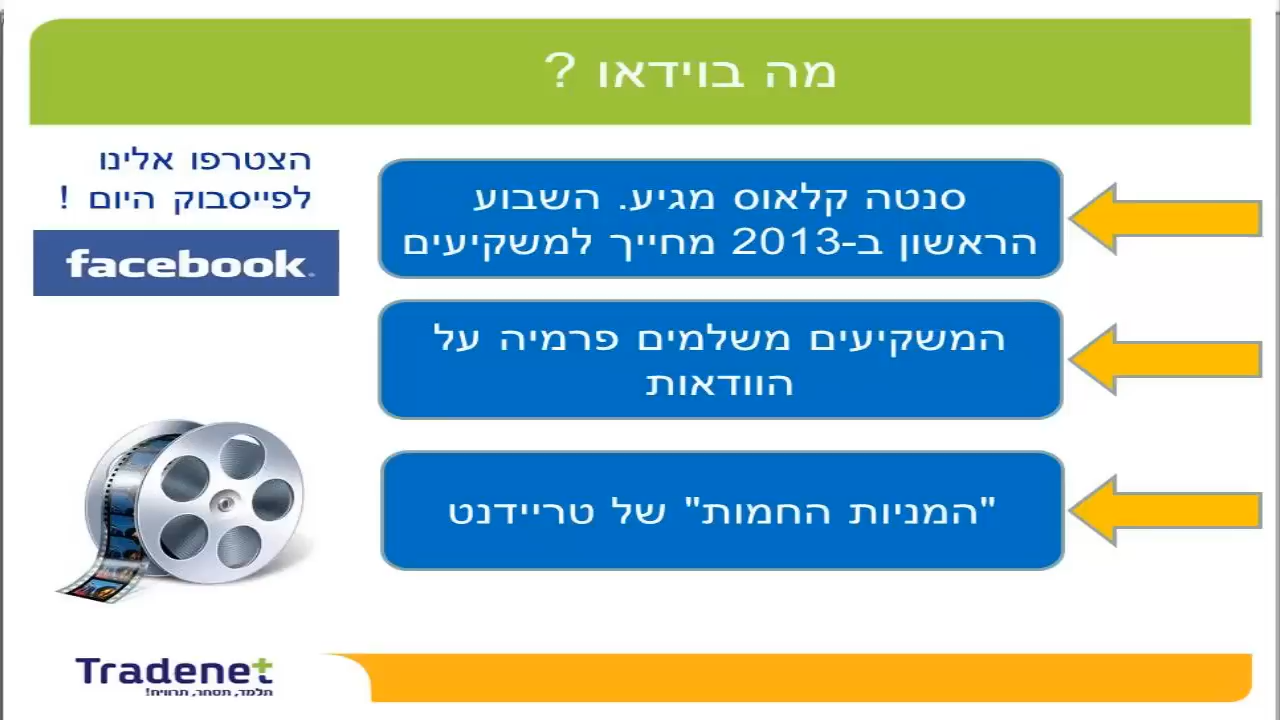 מה בוידאו ?
הצטרפו אלינו
לפייסבוק היום !
facebook
סנטה קלאוס מגיע. השבוע
הראשון ב-2013 מחייך למשקיעים
המשקיעים משלמים פרמיה על
הוודאות
"המניות החמות" של טריידנט
Tradenet
תלמד, תסחר, תרוויח!